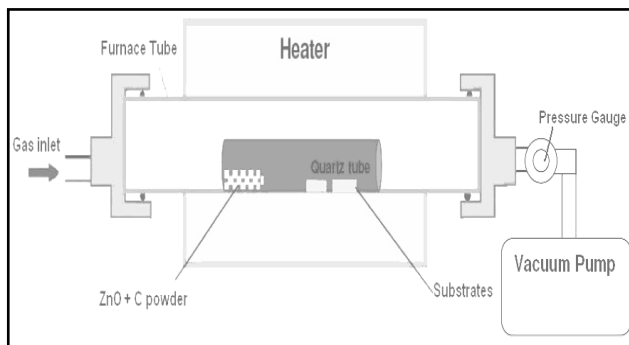 Furnace Tube
Heater
Pressure Gauge
Gas inlet
Quartz tube
Vacuum Pump
ZnO + C powder
Substrates